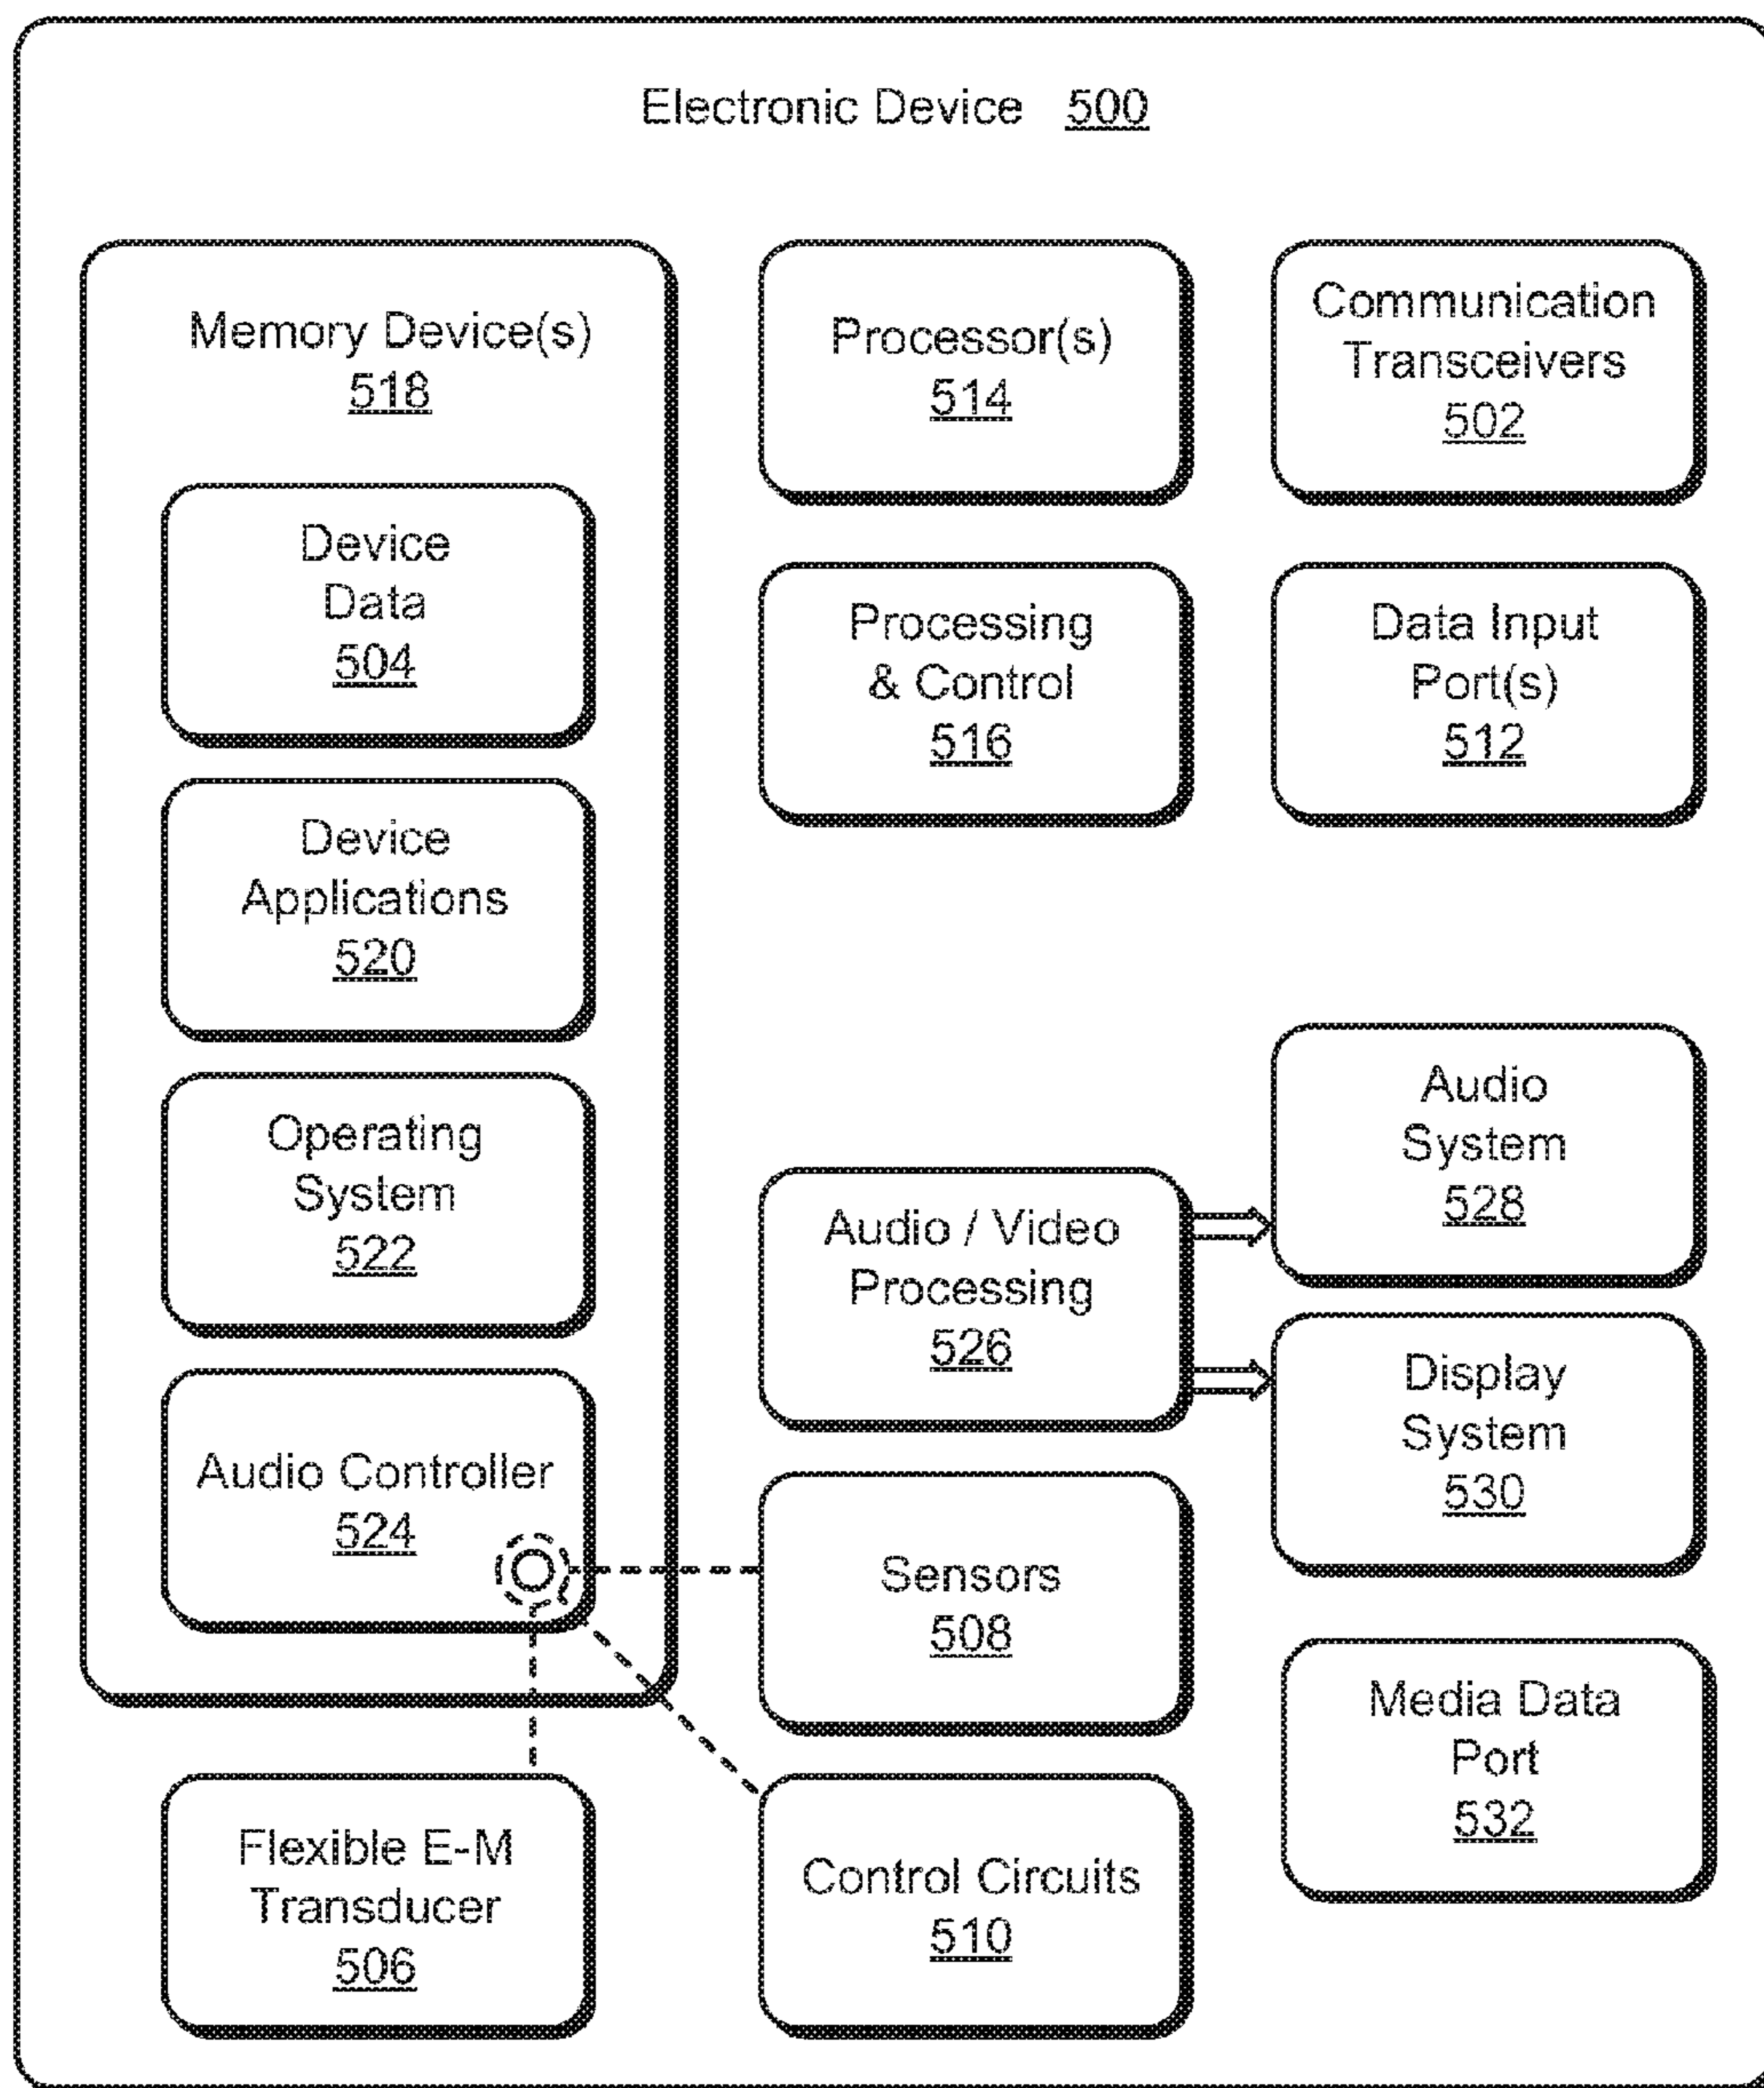 Electronic Device 500
Memory Device(s)
518
Device
Data
504
Device
Applications
520
Operating
System
522
Audio Controller
524
Flexible E-M
Transducer
506
Processor(s)
514
Processing
& Control
516
Audio / Video
Processing
526
Sensors
508
Control Circuits
510
Communication
Transceivers
502
Data Input
Port(s)
512
Audio
System
528
Display
System
530
Media Data
Port
532